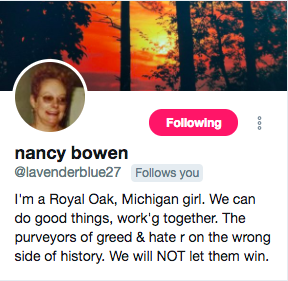 Following
nancy bowen
@lavenderblue27 Follows you
I'm a Royal Oak, Michigan girl. We can
do good things, work'g together. The
purveyors of greed & hate r on the wrong
side of history. We will NOT let them win.